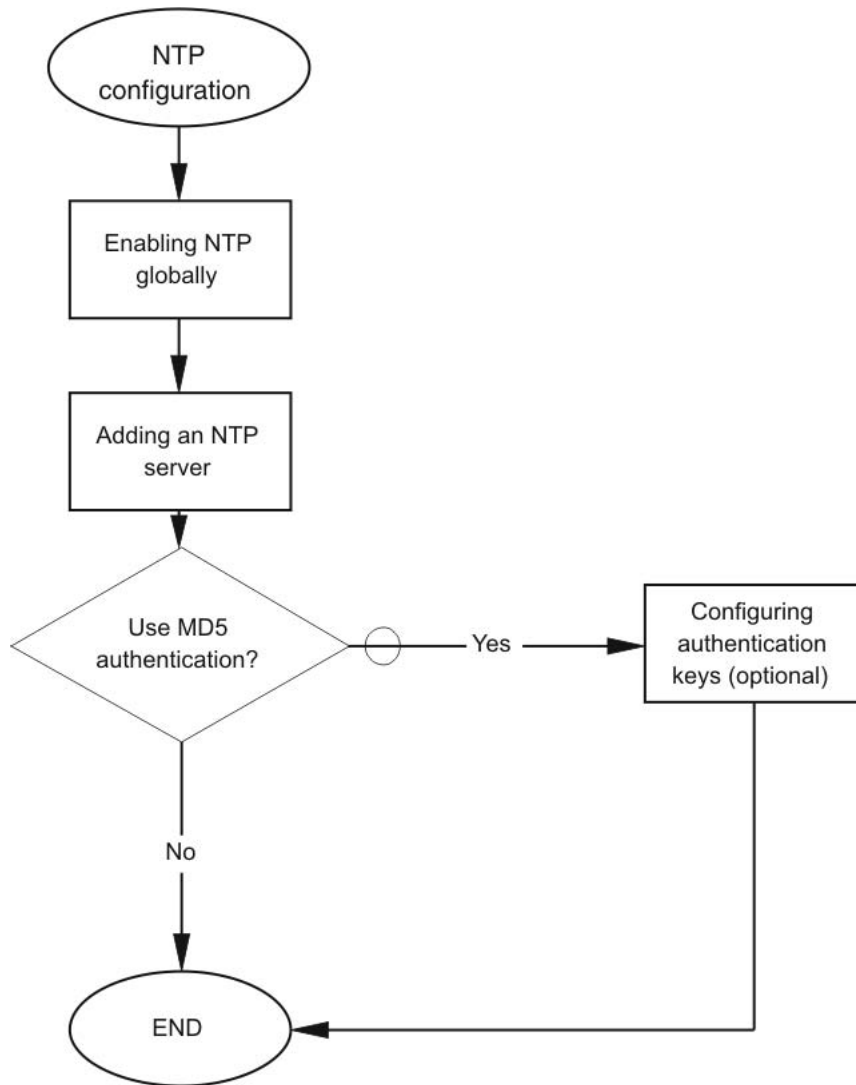 NTP
configuration
Enabling NTP
globally
Adding an NTP
server
Use MD5
authentication?
Yes
Configuring
authentication
keys (optional)
No
END